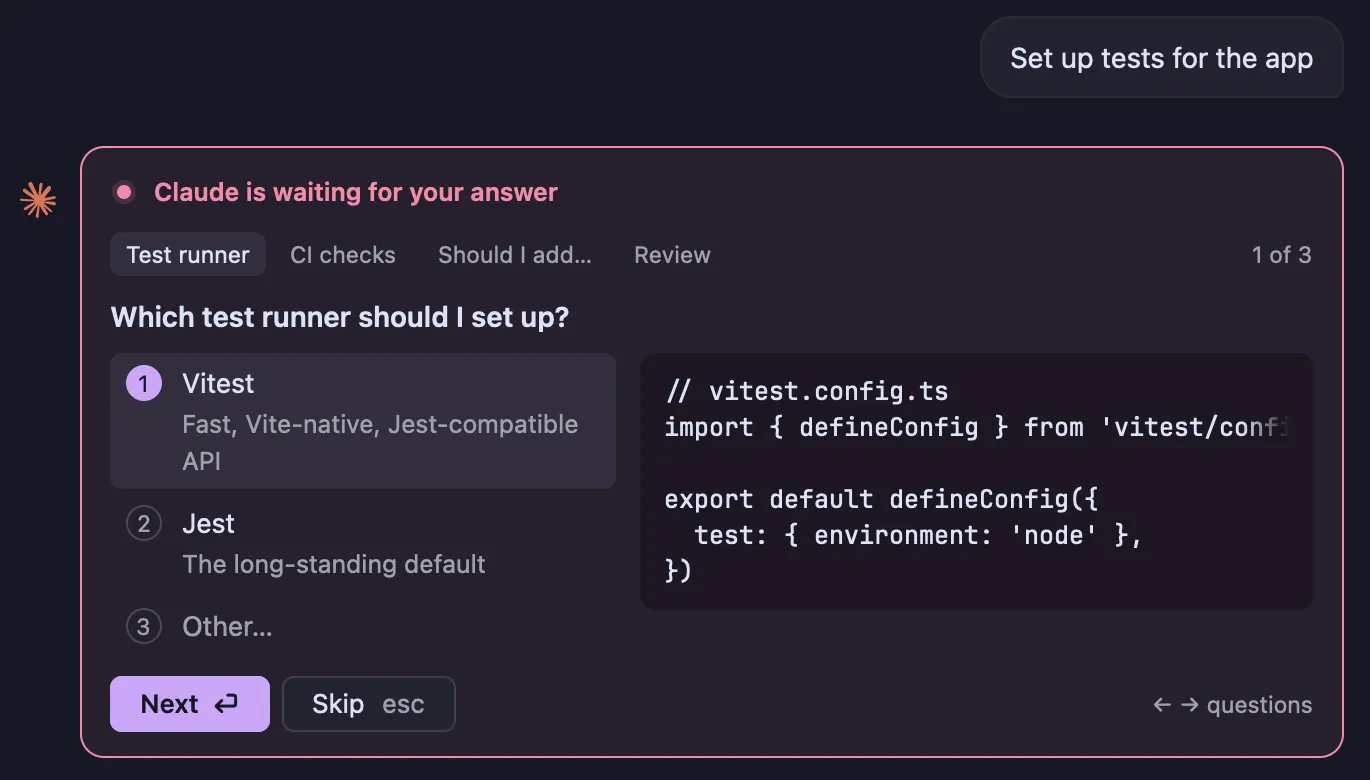 Set up tests for the app
Claude is waiting for your answer
Test runner CI checks Should I add... Review 1 of 3
Which test runner should I set up?
1 Vitest
Fast, Vite-native, Jest-compatible
API
2 Jest
The long-standing default
3 Other...
// vitest.config.ts
import { defineConfig } from 'vitest/confi
export default defineConfig({
  test: { environment: 'node' },
})
Next ↵ Skip esc ← → questions